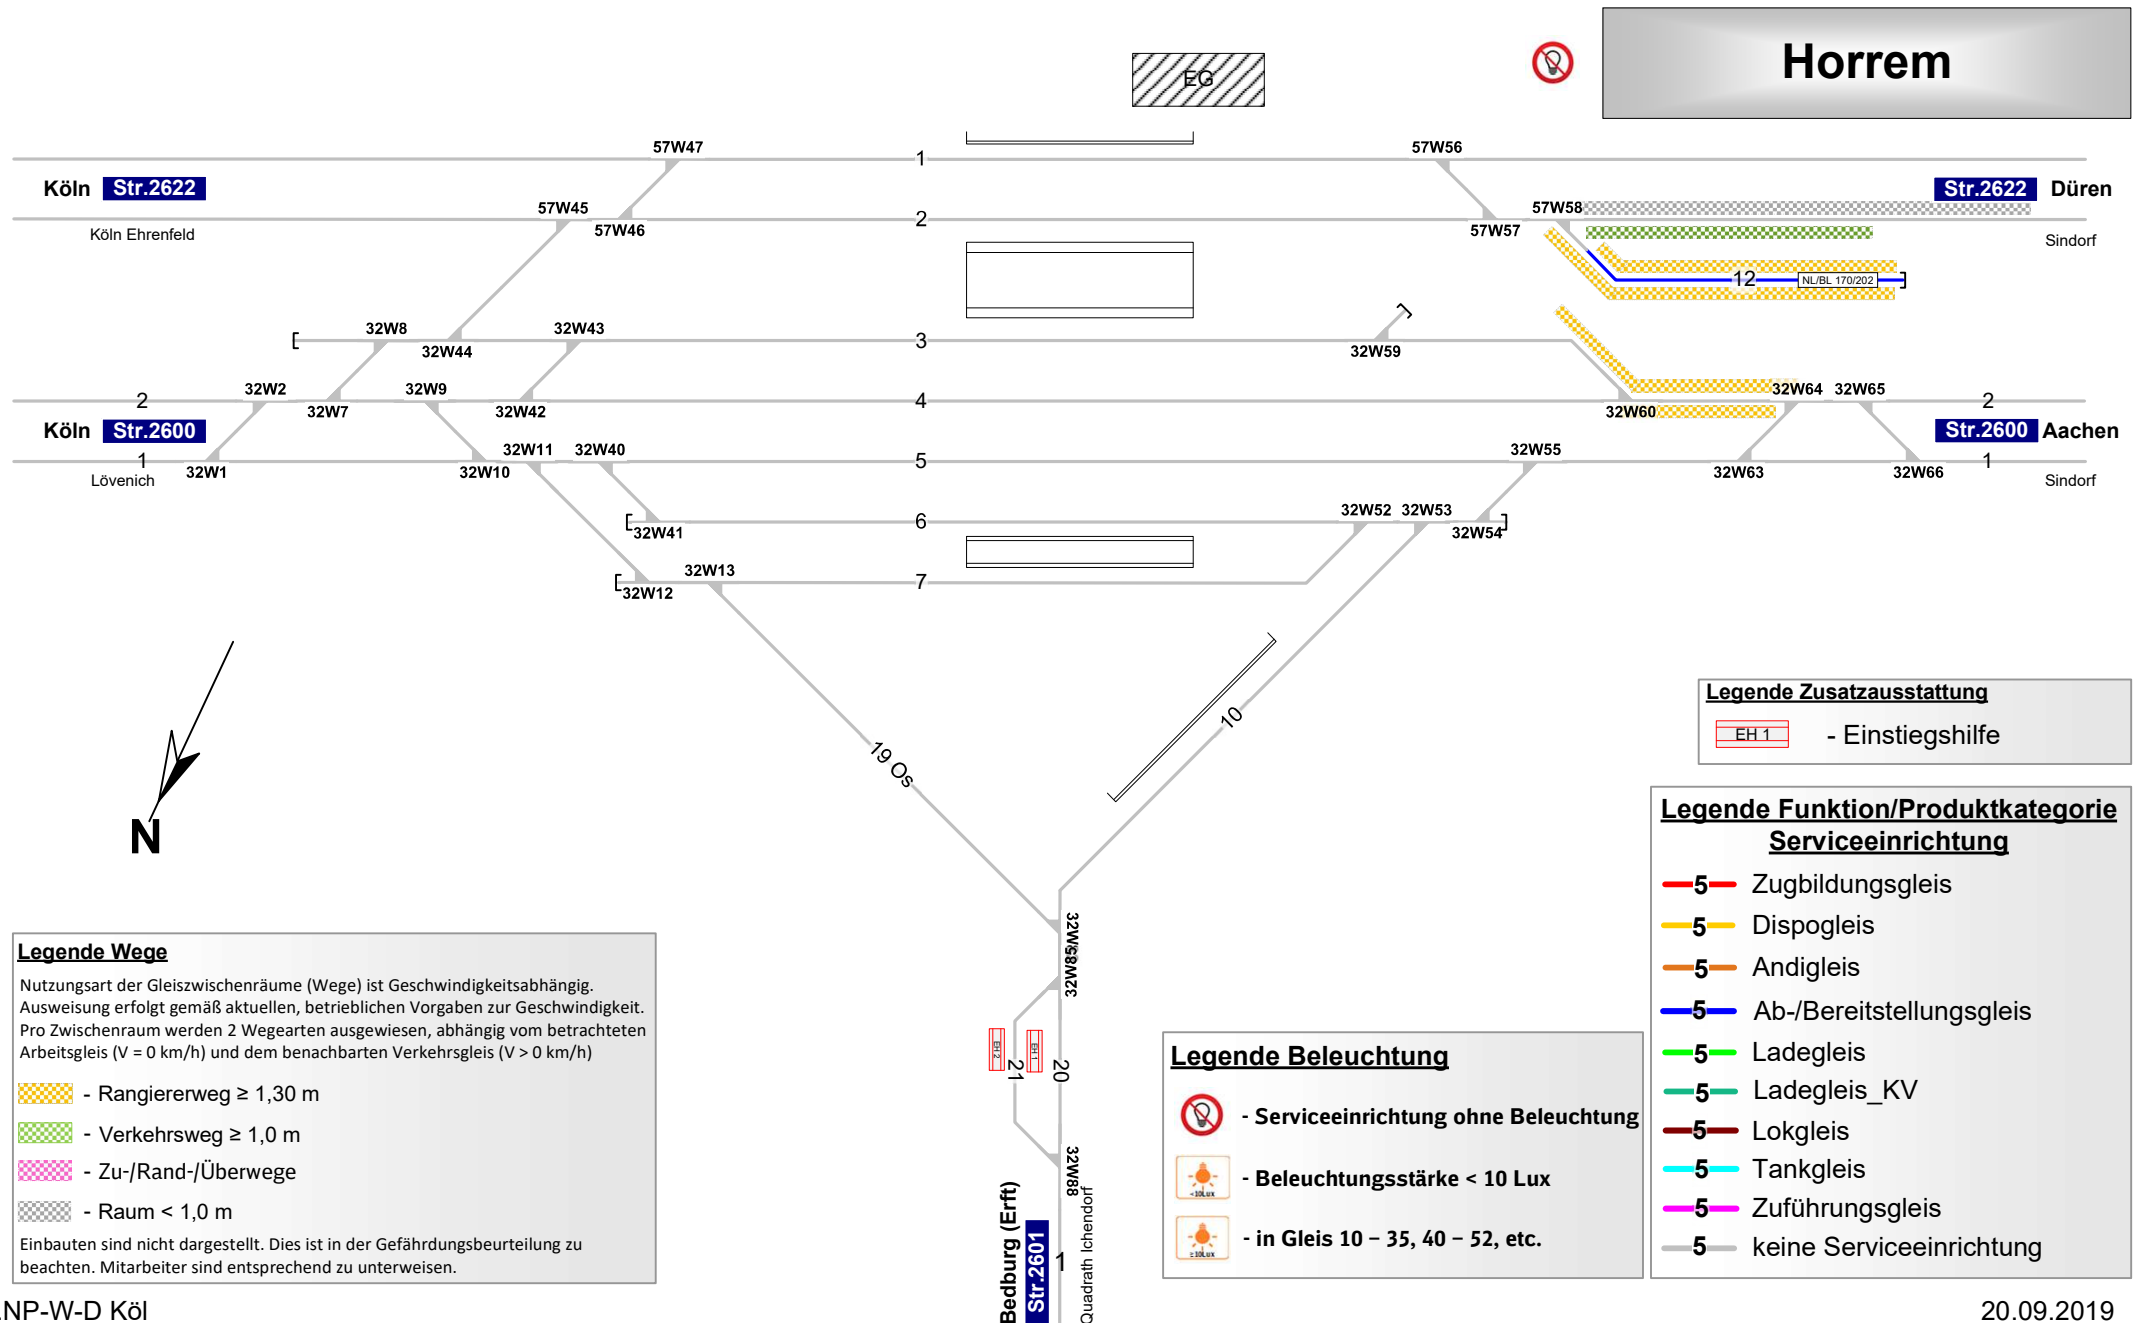 Horrem
EG
57W47
1
57W56
Köln Str.2622
Str.2622 Düren
57W45
57W46
2
57W57
57W58
Köln Ehrenfeld
Sindorf
12
NL/BL 170/202
32W8
32W44
32W43
3
32W59
2
32W2
32W7
32W9
32W42
4
32W60
32W64
32W65
2
Köln Str.2600
Str.2600 Aachen
1
32W1
32W10
32W11
32W40
5
32W55
32W63
32W66
1
Lövenich
Sindorf
32W41
6
32W52
32W53
32W54
32W12
32W13
7
19 Os
10
N
32W85
EH 2
21
EH 1
20
32W88
Bedburg (Erft)
Str.2601
1
Quadrath Ichendorf
Legende Zusatzausstattung
EH 1 - Einstiegshilfe
Legende Funktion/Produktkategorie
Serviceeinrichtung
5 Zugbildungsgleis
5 Dispogleis
5 Andigleis
5 Ab-/Bereitstellungsgleis
5 Ladegleis
5 Ladegleis_KV
5 Lokgleis
5 Tankgleis
5 Zuführungsgleis
5 keine Serviceeinrichtung
Legende Wege
Nutzungsart der Gleiszwischenräume (Wege) ist Geschwindigkeitsabhängig.
Ausweisung erfolgt gemäß aktuellen, betrieblichen Vorgaben zur Geschwindigkeit.
Pro Zwischenraum werden 2 Wegearten ausgewiesen, abhängig vom betrachteten
Arbeitsgleis (V = 0 km/h) und dem benachbarten Verkehrsgleis (V > 0 km/h)
- Rangiererweg ≥ 1,30 m
- Verkehrsweg ≥ 1,0 m
- Zu-/Rand-/Überwege
- Raum < 1,0 m
Einbauten sind nicht dargestellt. Dies ist in der Gefährdungsbeurteilung zu
beachten. Mitarbeiter sind entsprechend zu unterweisen.
Legende Beleuchtung
- Serviceeinrichtung ohne Beleuchtung
<10Lux
- Beleuchtungsstärke < 10 Lux
≥10Lux
- in Gleis 10 – 35, 40 – 52, etc.
.NP-W-D Köl
20.09.2019